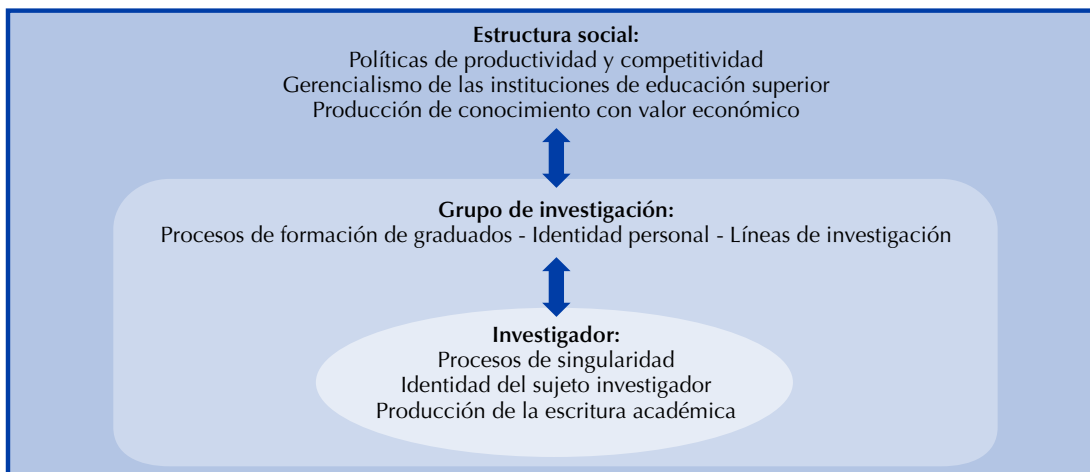 Estructura social:
Políticas de productividad y competitividad
Gerencialismo de las instituciones de educación superior
Producción de conocimiento con valor económico
Grupo de investigación:
Procesos de formación de graduados - Identidad personal - Líneas de investigación
Investigador:
Procesos de singularidad
Identidad del sujeto investigador
Producción de la escritura académica